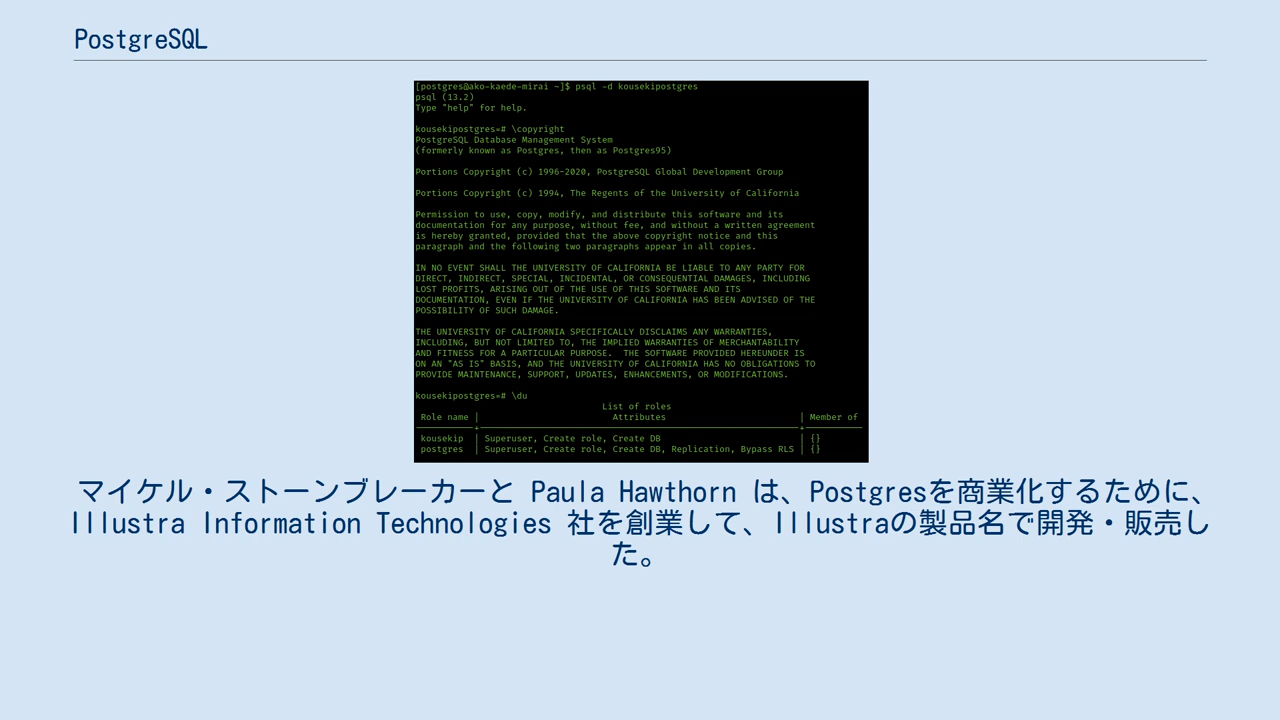 PostgreSQL
[postgres@ako-kaede-mirai ~]$ psql -d kousekipostgres
psql (13.2)
Type "help" for help.
kousekipostgres=# \copyright
PostgreSQL Database Management System
(formerly known as Postgres, then as Postgres95)
Portions Copyright (c) 1996-2020, PostgreSQL Global Development Group
Portions Copyright (c) 1994, The Regents of the University of California
Permission to use, copy, modify, and distribute this software and its
documentation for any purpose, without fee, and without a written agreement
is hereby granted, provided that the above copyright notice and this
paragraph and the following two paragraphs appear in all copies.
IN NO EVENT SHALL THE UNIVERSITY OF CALIFORNIA BE LIABLE TO ANY PARTY FOR
DIRECT, INDIRECT, SPECIAL, INCIDENTAL, OR CONSEQUENTIAL DAMAGES, INCLUDING
LOST PROFITS, ARISING OUT OF THE USE OF THIS SOFTWARE AND ITS
DOCUMENTATION, EVEN IF THE UNIVERSITY OF CALIFORNIA HAS BEEN ADVISED OF THE
POSSIBILITY OF SUCH DAMAGE.
THE UNIVERSITY OF CALIFORNIA SPECIFICALLY DISCLAIMS ANY WARRANTIES,
INCLUDING, BUT NOT LIMITED TO, THE IMPLIED WARRANTIES OF MERCHANTABILITY
AND FITNESS FOR A PARTICULAR PURPOSE.  THE SOFTWARE PROVIDED HEREUNDER IS
ON AN "AS IS" BASIS, AND THE UNIVERSITY OF CALIFORNIA HAS NO OBLIGATIONS TO
PROVIDE MAINTENANCE, SUPPORT, UPDATES, ENHANCEMENTS, OR MODIFICATIONS.
kousekipostgres=# \du
List of roles
Role name | Attributes | Member of
kousekip | Superuser, Create role, Create DB | {}
postgres | Superuser, Create role, Create DB, Replication, Bypass RLS | {}
マイケル・ストーンブレーカーと Paula Hawthorn は、Postgresを商業化するために、
Illustra Information Technologies 社を創業して、Illustraの製品名で開発・販売し
た。